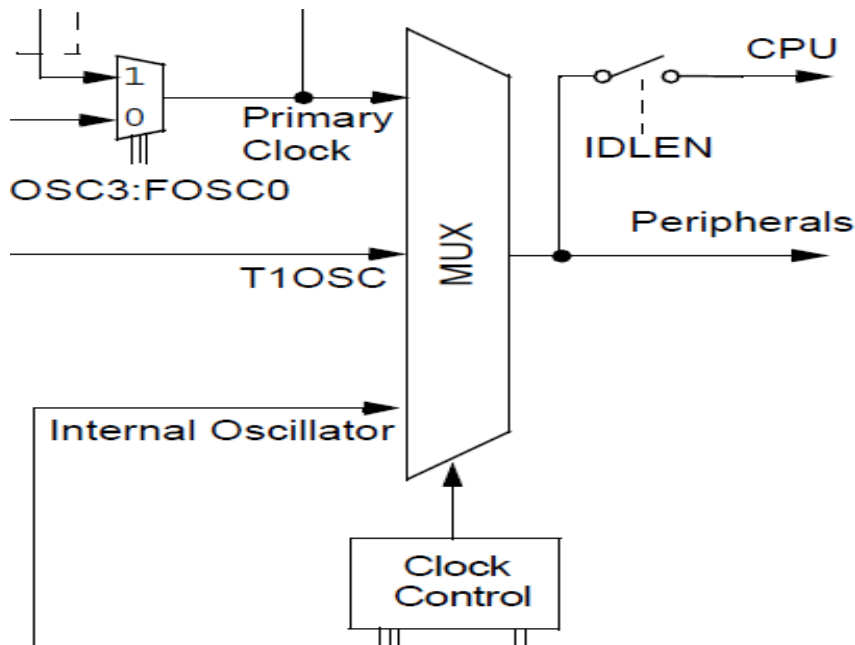 CPU
1
0
Primary
Clock
IDLEN
OSC3:FOSC0
Peripherals
MUX
T1OSC
Internal Oscillator
Clock
Control